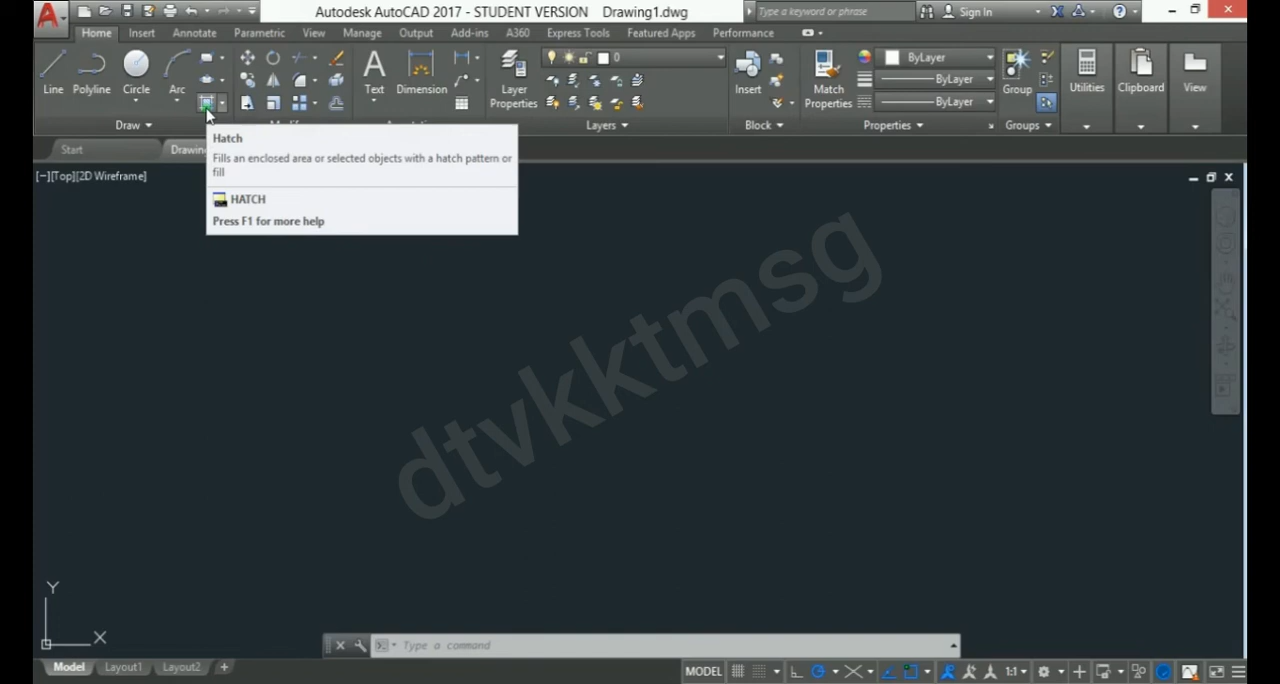 Autodesk AutoCAD 2017 - STUDENT VERSION Drawing1.dwg
Type a keyword or phrase
Sign In
Home Insert Annotate Parametric View Manage Output Add-ins A360 Express Tools Featured Apps Performance
Line Polyline Circle Arc
Text Dimension
Layer Properties
0
Insert
Match Properties
ByLayer
ByLayer
ByLayer
Group
Utilities Clipboard View
Draw
Layers Block Properties Groups
Start
Hatch
Fills an enclosed area or selected objects with a hatch pattern or
fill
HATCH
Press F1 for more help
[−][Top][2D Wireframe]
dtvkktmsg
Y
X
Type a command
Model Layout1 Layout2 +
MODEL
1:1